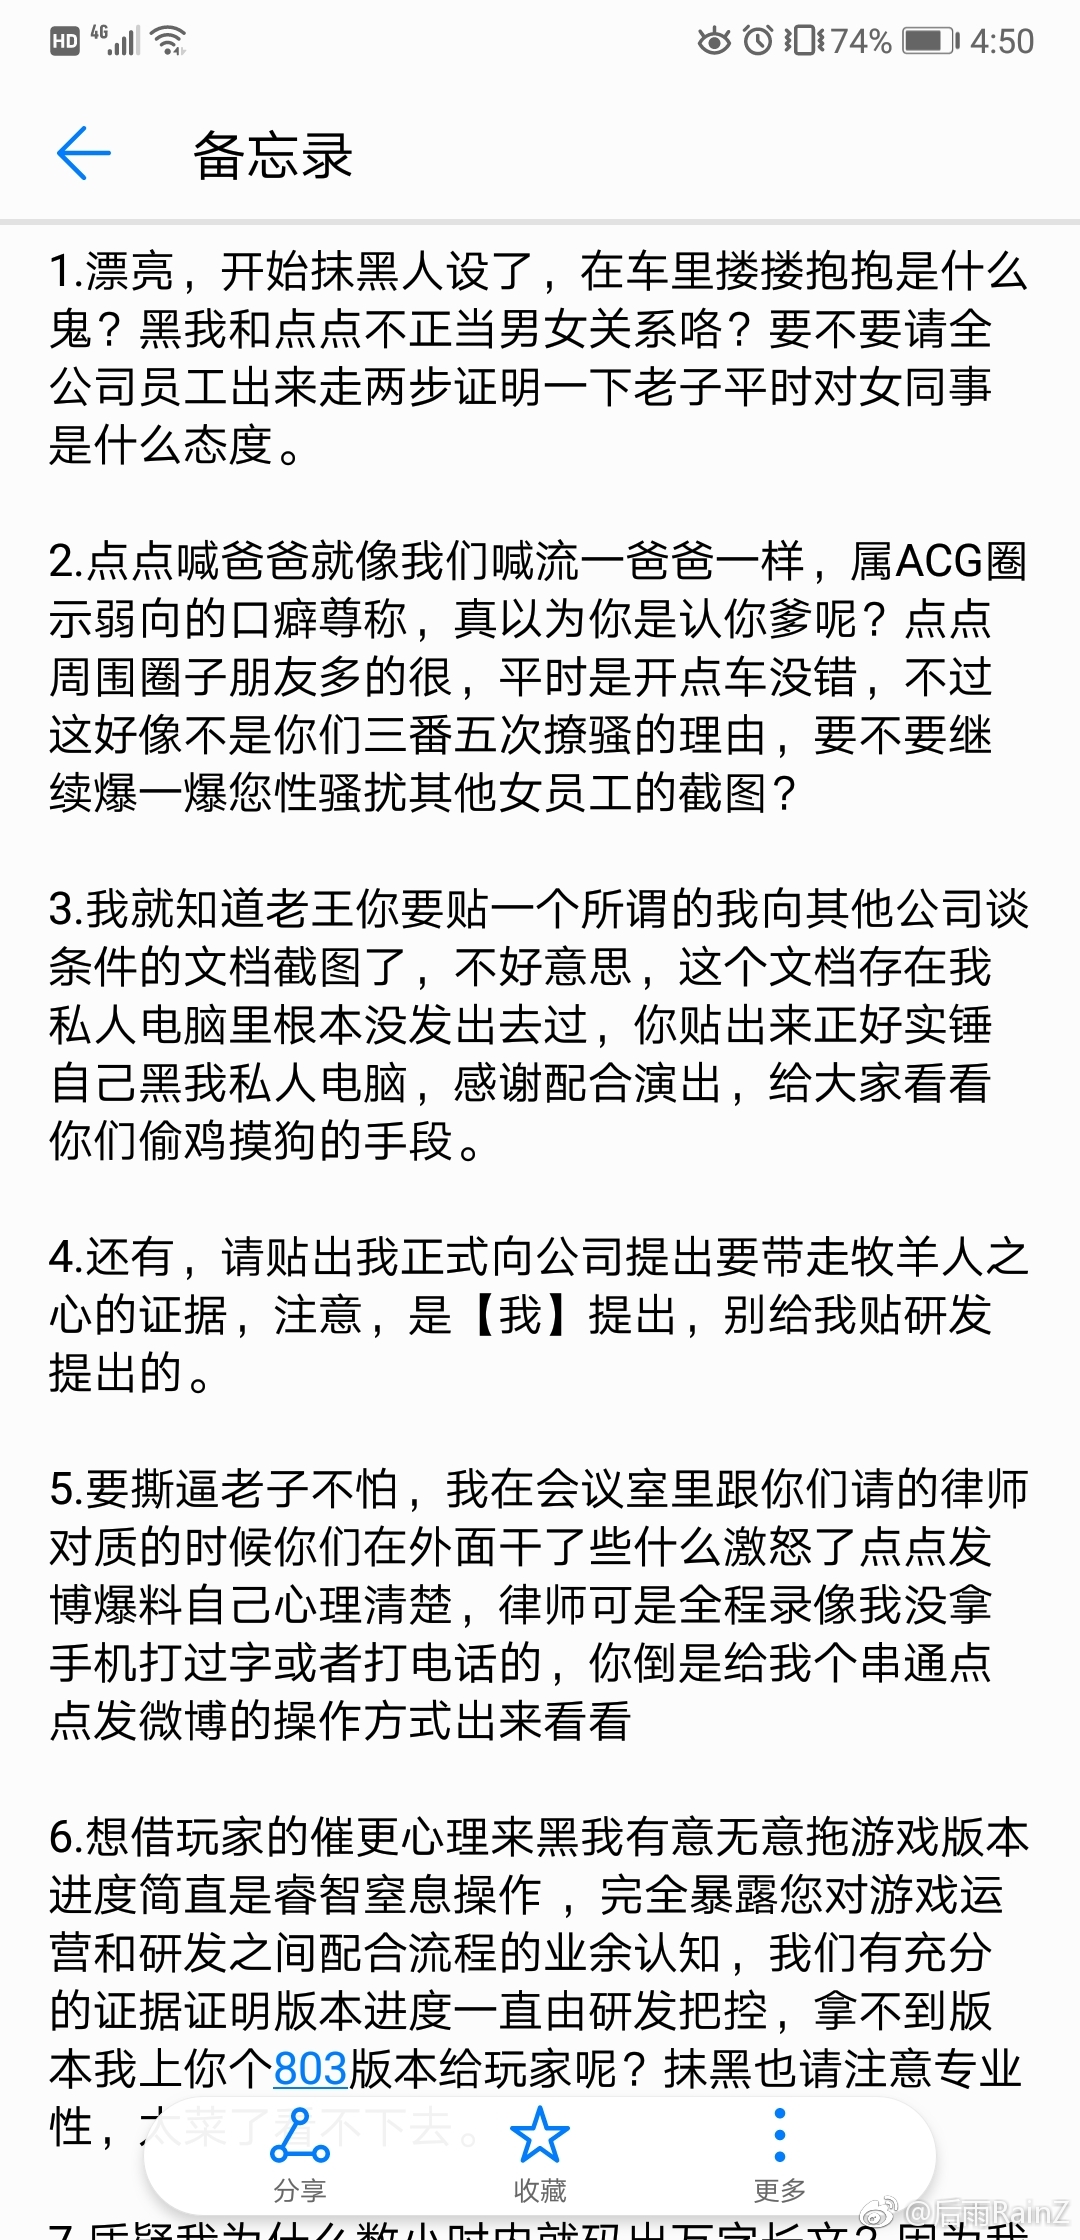 HD 4G 74% 4:50
备忘录
1.漂亮，开始抹黑人设了，在车里搂搂抱抱是什么
鬼？黑我和点点不正当男女关系咯？要不要请全
公司员工出来走两步证明一下老子平时对女同事
是什么态度。
2.点点喊爸爸就像我们喊流一爸爸一样，属ACG圈
示弱向的口癖尊称，真以为你是认你爹呢？点点
周围圈子朋友多的很，平时是开点车没错，不过
这好像不是你们三番五次撩骚的理由，要不要继
续爆一爆您性骚扰其他女员工的截图？
3.我就知道老王你要贴一个所谓的我向其他公司谈
条件的文档截图了，不好意思，这个文档存在我
私人电脑里根本没发出去过，你贴出来正好实锤
自己黑我私人电脑，感谢配合演出，给大家看看
你们偷鸡摸狗的手段。
4.还有，请贴出我正式向公司提出要带走牧羊人之
心的证据，注意，是【我】提出，别给我贴研发
提出的。
5.要撕逼老子不怕，我在会议室里跟你们请的律师
对质的时候你们在外面干了些什么激怒了点点发
博爆料自己心理清楚，律师可是全程录像我没拿
手机打过字或者打电话的，你倒是给我个串通点
点发微博的操作方式出来看看
6.想借玩家的催更心理来黑我有意无意拖游戏版本
进度简直是睿智窒息操作，完全暴露您对游戏运
营和研发之间配合流程的业余认知，我们有充分
的证据证明版本进度一直由研发把控，拿不到版
本我上你个803版本给玩家呢？抹黑也请注意专业
性，太菜了看不下去。
分享 收藏 更多
@后雨RainZ
7.质疑我为什么数小时内就码出万字长文？因为我